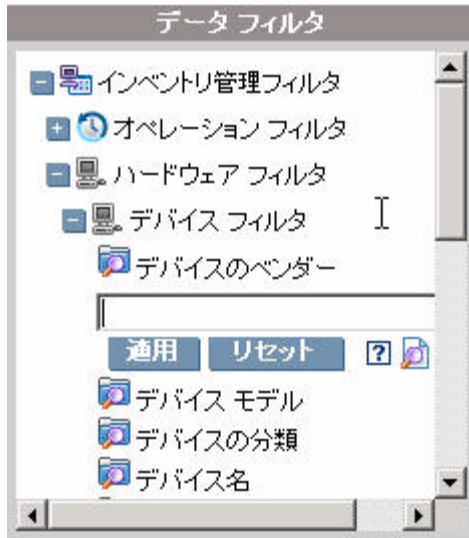 データ フィルタ
インベントリ管理フィルタ
オペレーション フィルタ
ハードウェア フィルタ
デバイス フィルタ
デバイスのベンダー
適用 リセット ?
デバイス モデル
デバイスの分類
デバイス名